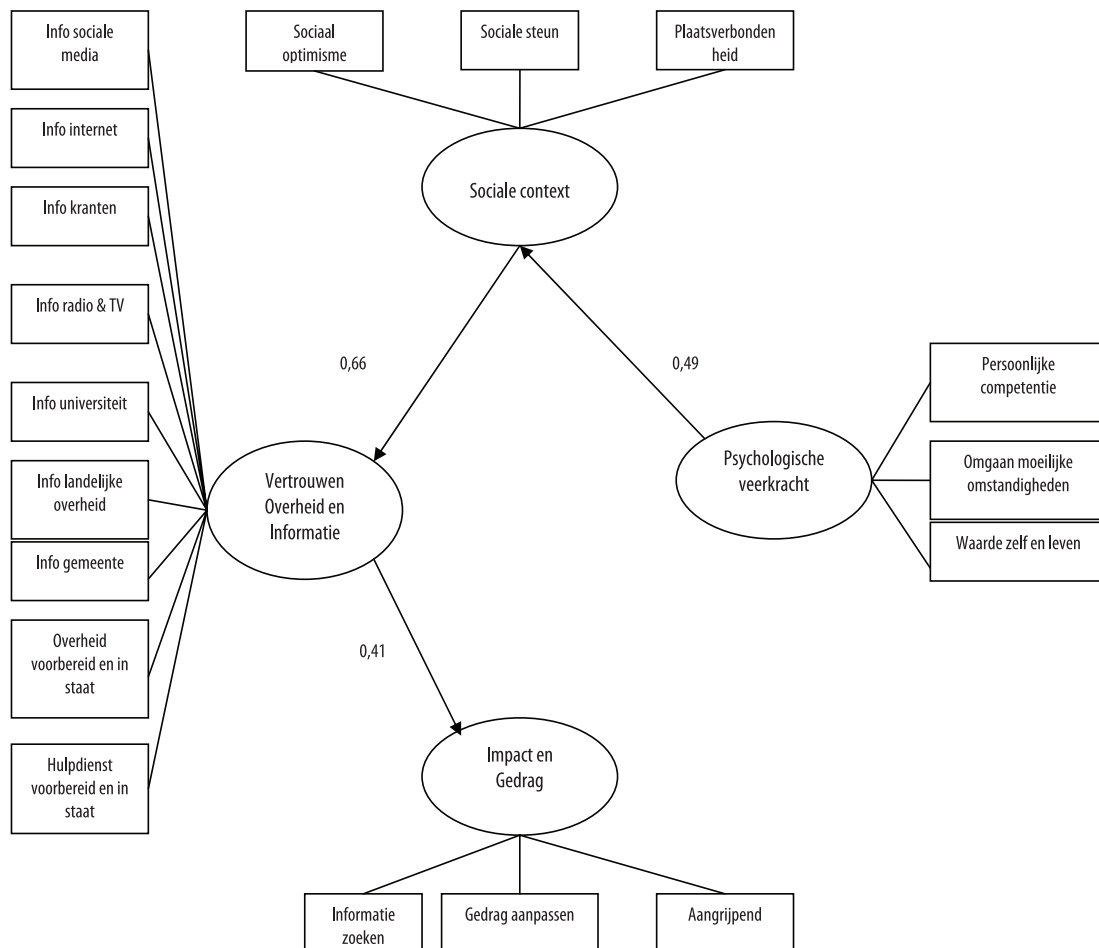 Info sociale
media
Info internet
Info kranten
Info radio & TV
Info universiteit
Info landelijke
overheid
Info gemeente
Overheid
voorbereid en in
staat
Hulpdienst
voorbereid en in
staat
Sociaal
optimisme
Sociale steun
Plaatsverbonden
heid
Sociale context
0,66
0,49
Vertrouwen
Overheid en
Informatie
Psychologische
veerkracht
Persoonlijke
competentie
Omgaan moeilijke
omstandigheden
Waarde zelf en leven
0,41
Impact en
Gedrag
Informatie
zoeken
Gedrag aanpassen
Aangrijpend